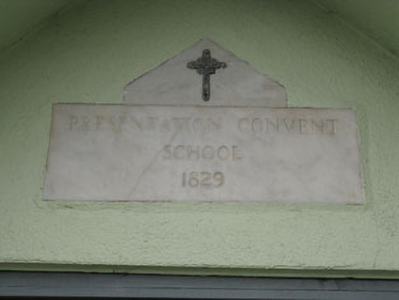 PRESENTATION CONVENT
SCHOOL
1829